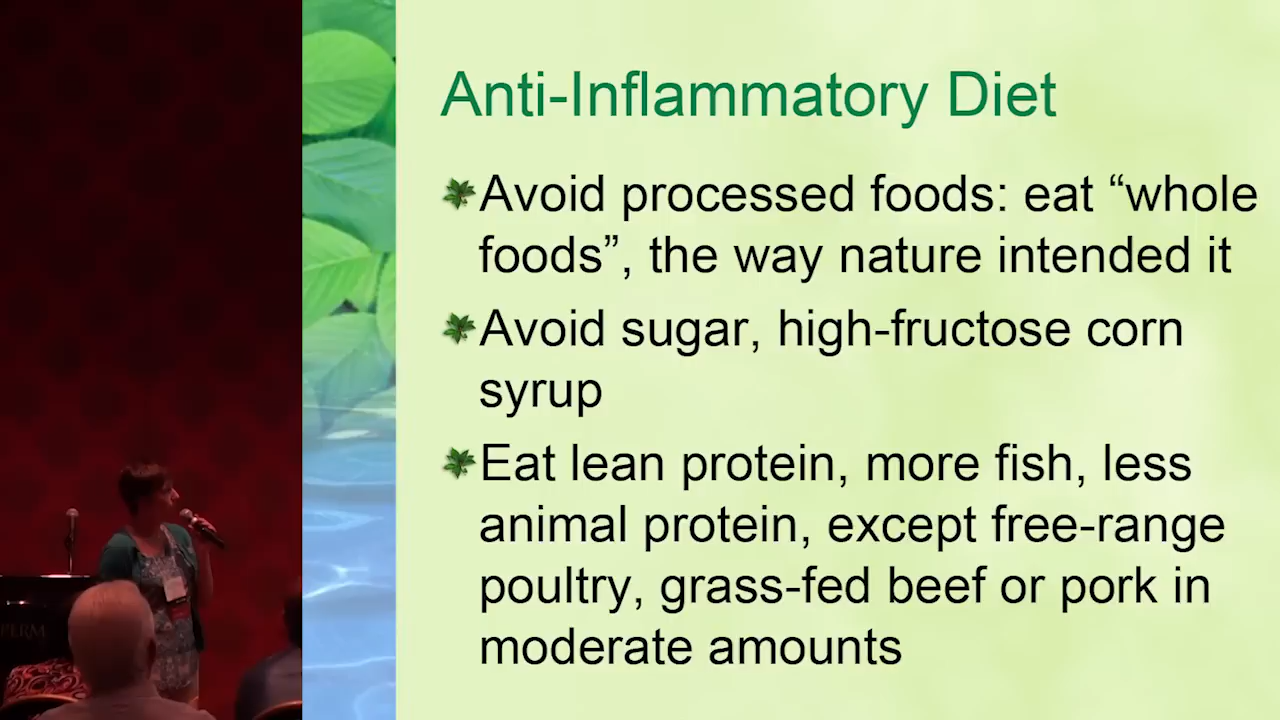 Anti-Inflammatory Diet
Avoid processed foods: eat “whole
foods”, the way nature intended it
Avoid sugar, high-fructose corn
syrup
Eat lean protein, more fish, less
animal protein, except free-range
poultry, grass-fed beef or pork in
moderate amounts